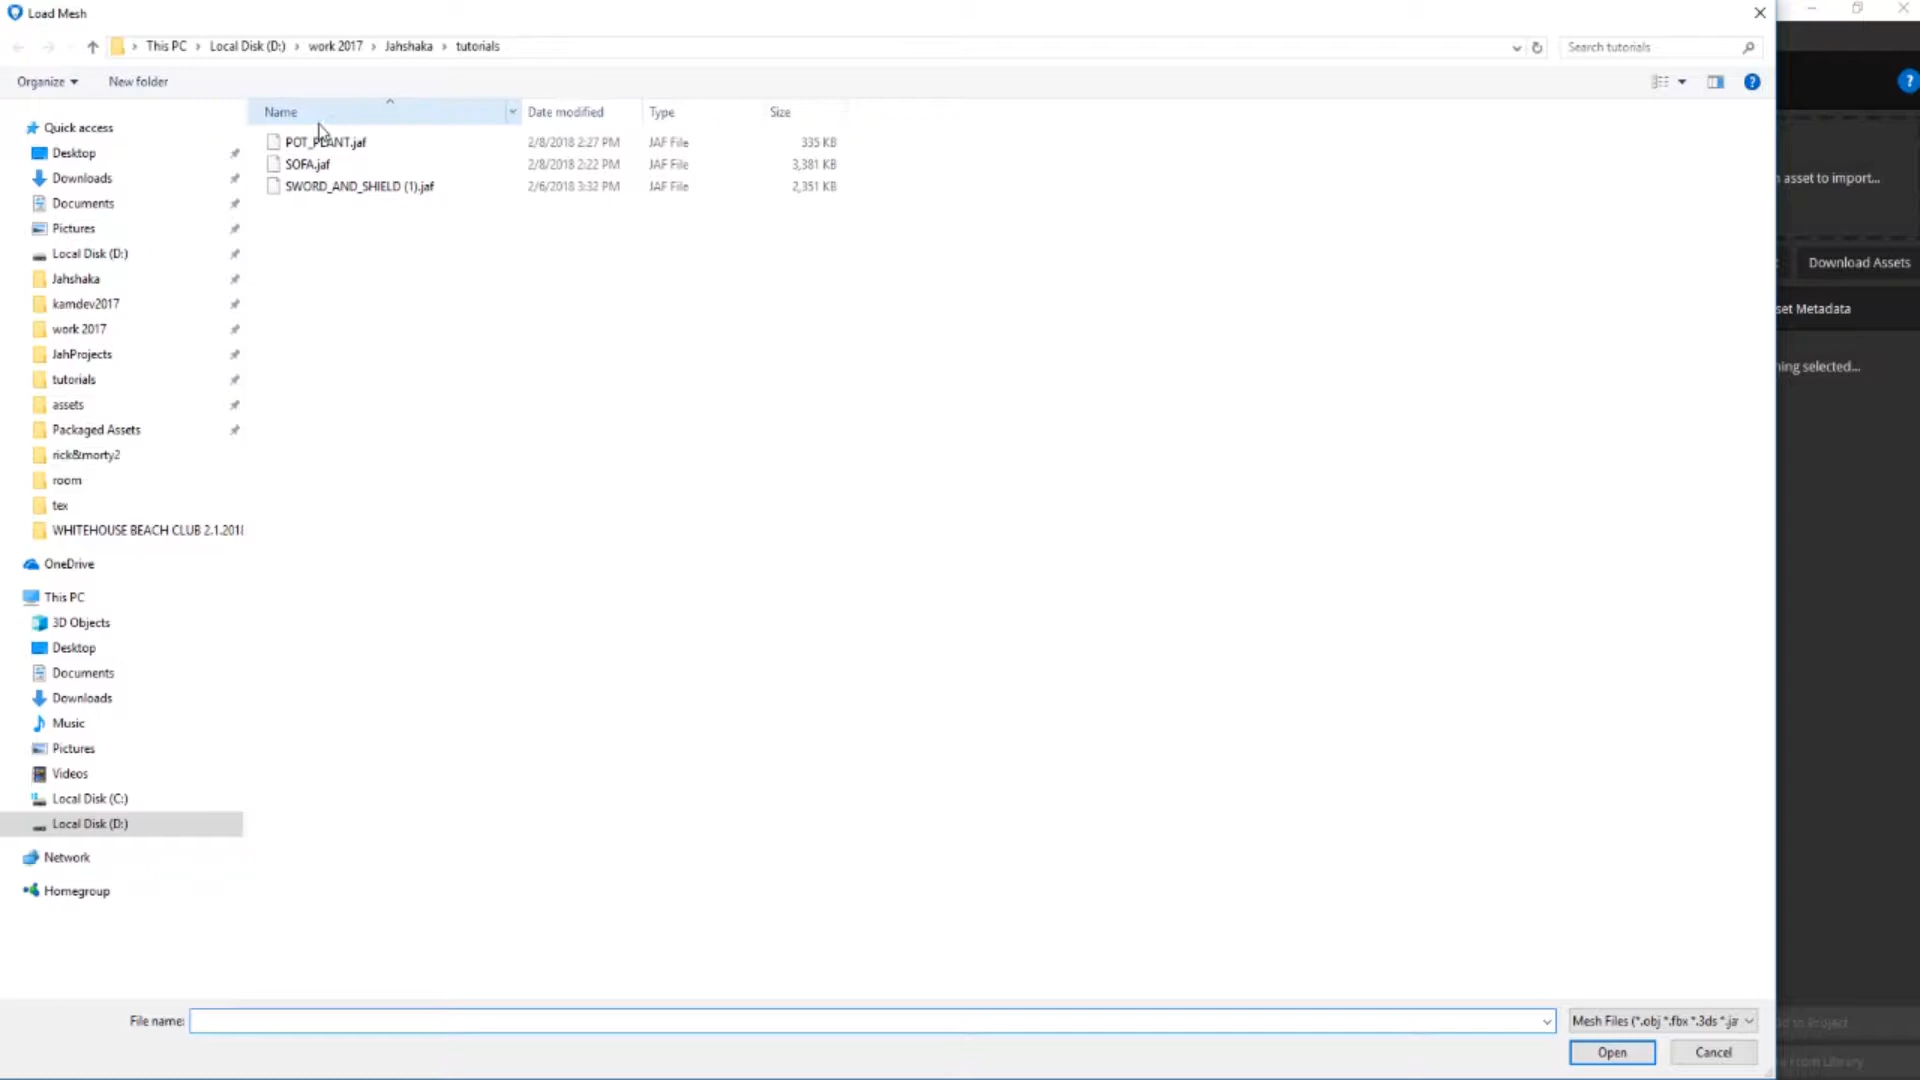 Load Mesh
This PC > Local Disk (D:) > work 2017 > Jahshaka > tutorials
Search tutorials
Organize
New folder
Name
Date modified
Type
Size
POT_PLANT.jaf
2/8/2018 2:27 PM
JAF File
335 KB
SOFA.jaf
2/8/2018 2:22 PM
JAF File
3,381 KB
SWORD_AND_SHIELD (1).jaf
2/6/2018 3:32 PM
JAF File
2,351 KB
Quick access
Desktop
Downloads
Documents
Pictures
Local Disk (D:)
Jahshaka
kamdev2017
work 2017
JahProjects
tutorials
assets
Packaged Assets
rick&morty2
room
tex
WHITEHOUSE BEACH CLUB 2.1.2018
OneDrive
This PC
3D Objects
Desktop
Documents
Downloads
Music
Pictures
Videos
Local Disk (C:)
Local Disk (D:)
Network
Homegroup
asset to import...
Download Assets
set Metadata
ing selected...
File name:
Mesh Files (*.obj *.fbx *.3ds *.ja
Open
Cancel
to Project
From Library